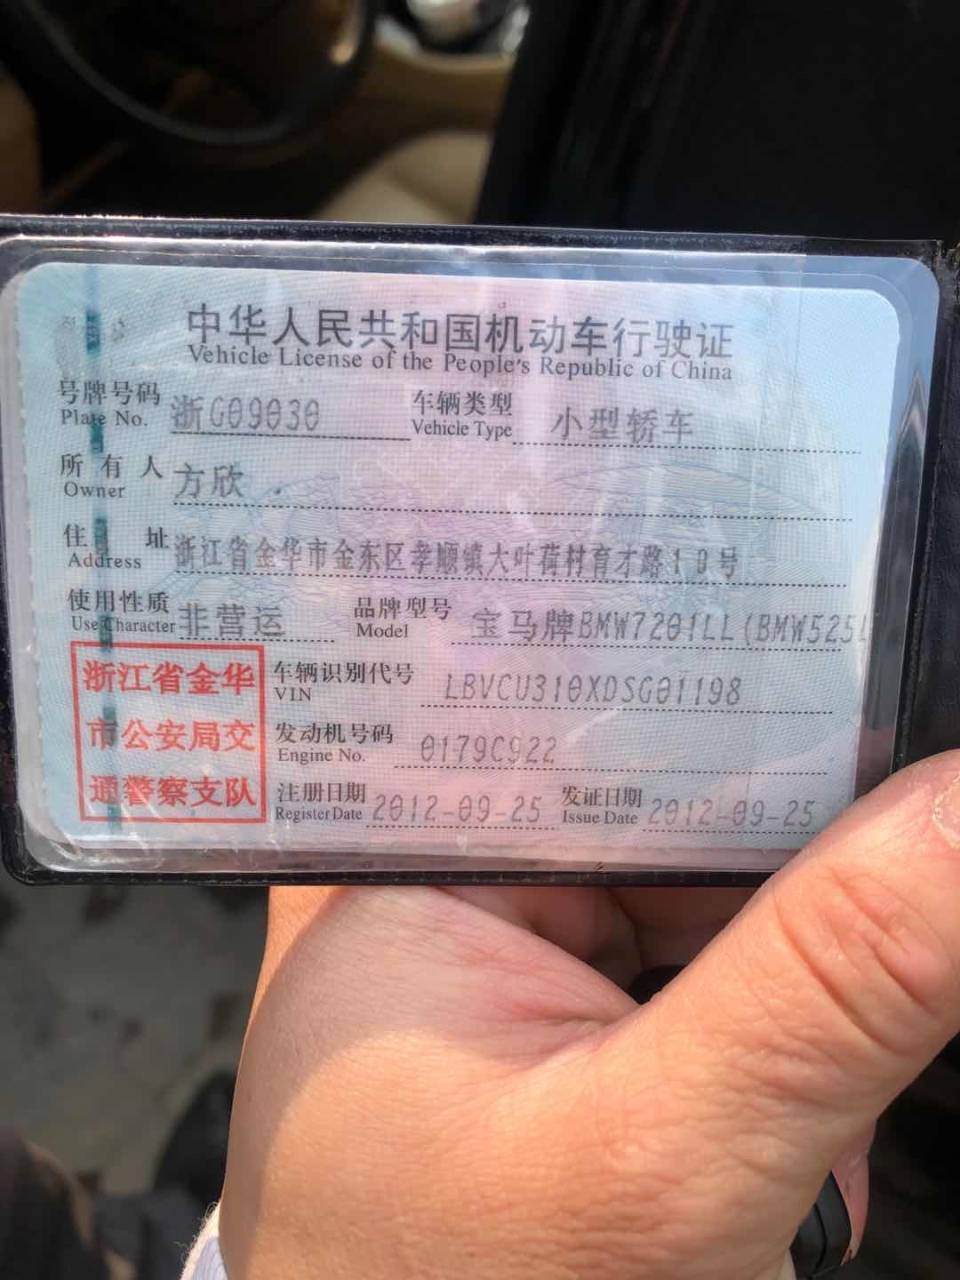 中华人民共和国机动车行驶证
Vehicle License of the People's Republic of China
号牌号码 浙G09030 车辆类型 小型轿车
Plate No. Vehicle Type
所有人 方欣
Owner
住址 浙江省金华市金东区孝顺镇大叶荷村育才路10号
Address
使用性质 非营运 品牌型号 宝马牌BMW7201LL(BMW525L
Use Character Model
浙江省金华
市公安局交
通警察支队
车辆识别代号 LBVCU310XDSG01198
VIN
发动机号码 0179C922
Engine No.
注册日期 2012-09-25 发证日期 2012-09-25
Register Date Issue Date